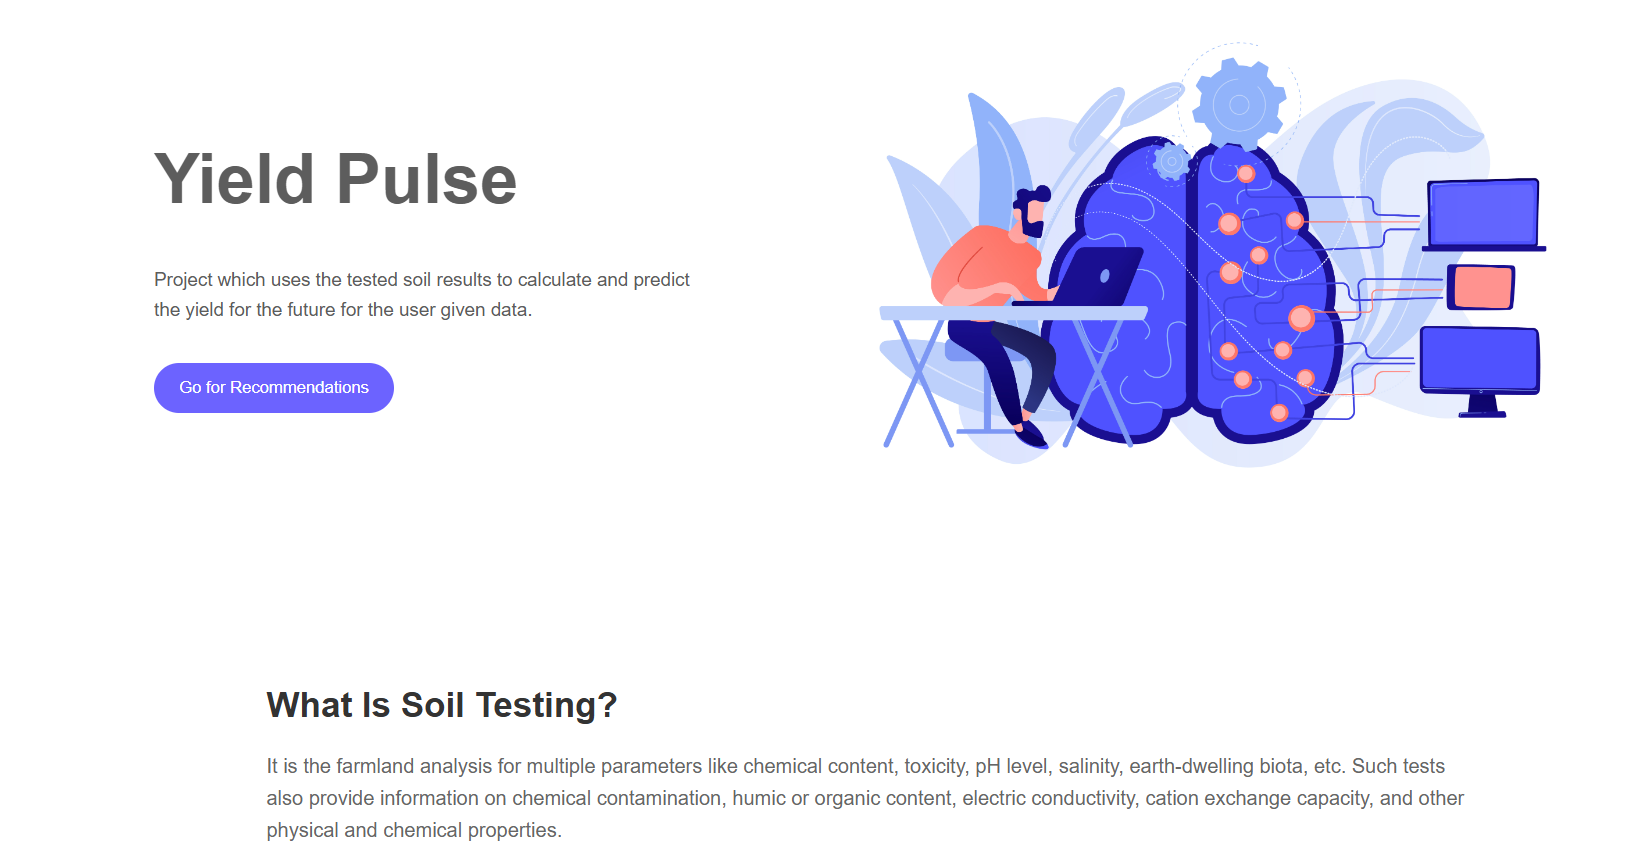 Yield Pulse
Project which uses the tested soil results to calculate and predict
the yield for the future for the user given data.
Go for Recommendations
What Is Soil Testing?
It is the farmland analysis for multiple parameters like chemical content, toxicity, pH level, salinity, earth-dwelling biota, etc. Such tests
also provide information on chemical contamination, humic or organic content, electric conductivity, cation exchange capacity, and other
physical and chemical properties.